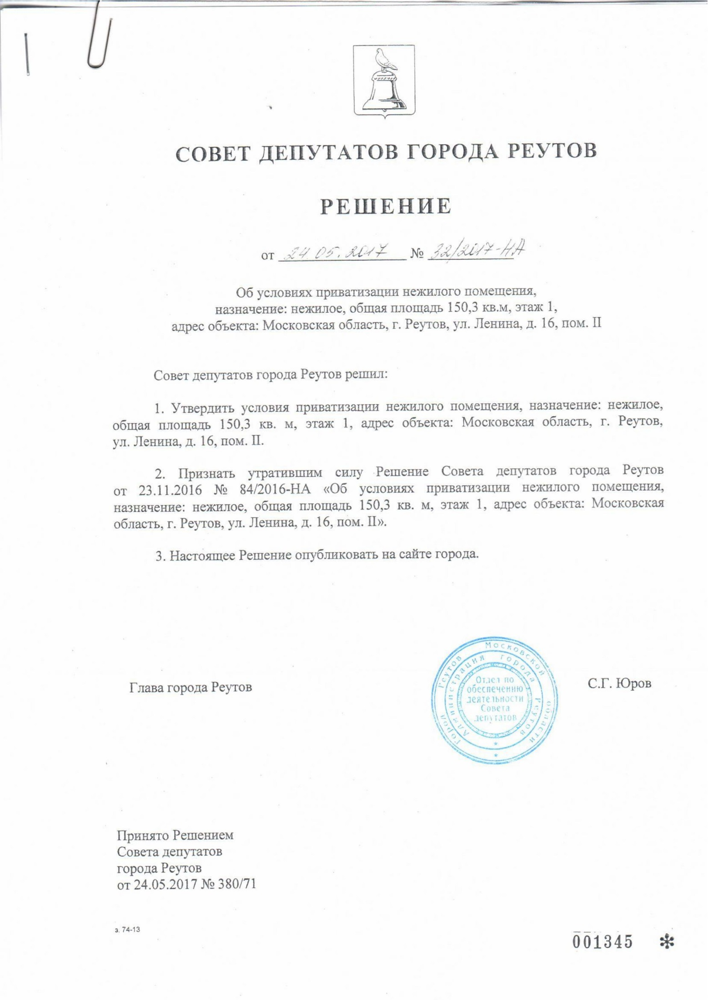 СОВЕТ ДЕПУТАТОВ ГОРОДА РЕУТОВ
РЕШЕНИЕ
от 24.05.2017 № 32/2017-НА
Об условиях приватизации нежилого помещения,
назначение: нежилое, общая площадь 150,3 кв.м, этаж 1,
адрес объекта: Московская область, г. Реутов, ул. Ленина, д. 16, пом. II
Совет депутатов города Реутов решил:
1. Утвердить условия приватизации нежилого помещения, назначение: нежилое,
общая площадь 150,3 кв. м, этаж 1, адрес объекта: Московская область, г. Реутов,
ул. Ленина, д. 16, пом. II.
2. Признать утратившим силу Решение Совета депутатов города Реутов
от 23.11.2016 № 84/2016-НА «Об условиях приватизации нежилого помещения,
назначение: нежилое, общая площадь 150,3 кв. м, этаж 1, адрес объекта: Московская
область, г. Реутов, ул. Ленина, д. 16, пом. II».
3. Настоящее Решение опубликовать на сайте города.
Глава города Реутов
С.Г. Юров
Город Реутов Московской области
Администрация города Реутов
Отдел по
обеспечению
деятельности
Совета
депутатов
Принято Решением
Совета депутатов
города Реутов
от 24.05.2017 № 380/71
з. 74-13
001345